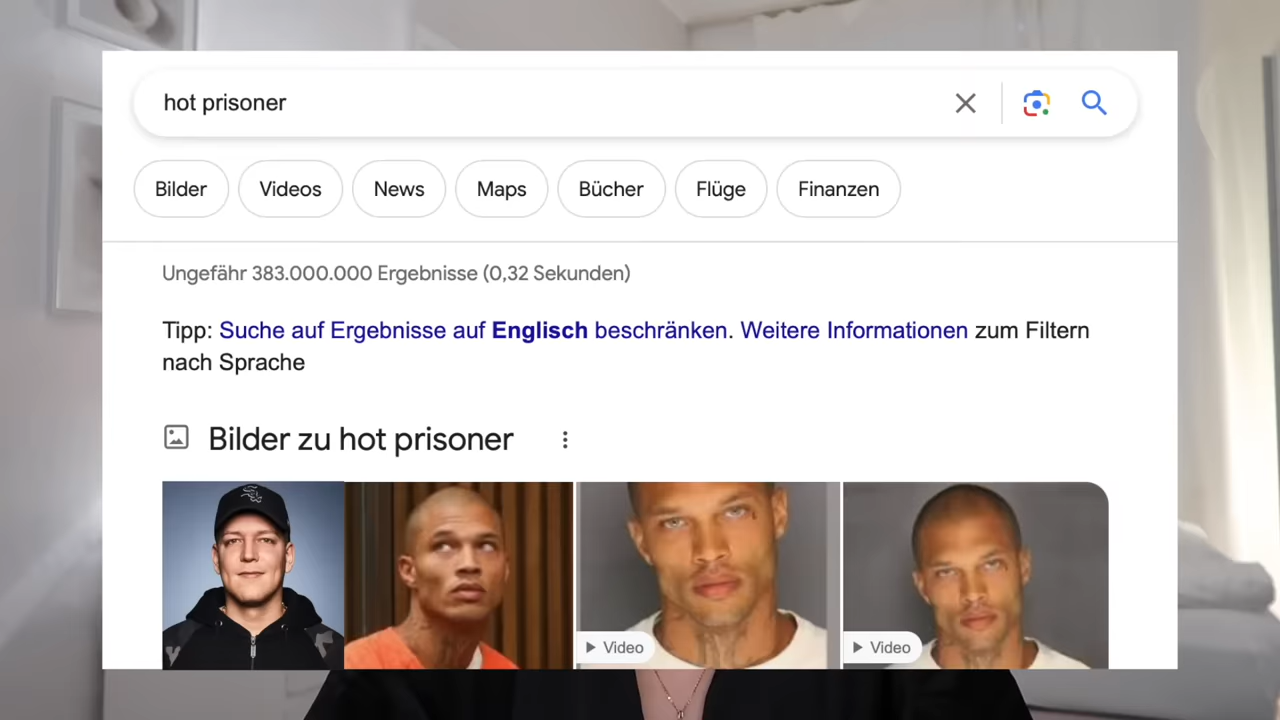 hot prisoner
Bilder
Videos
News
Maps
Bücher
Flüge
Finanzen
Ungefähr 383.000.000 Ergebnisse (0,32 Sekunden)
Tipp: Suche auf Ergebnisse auf Englisch beschränken. Weitere Informationen zum Filtern
nach Sprache
Bilder zu hot prisoner
Video
Video